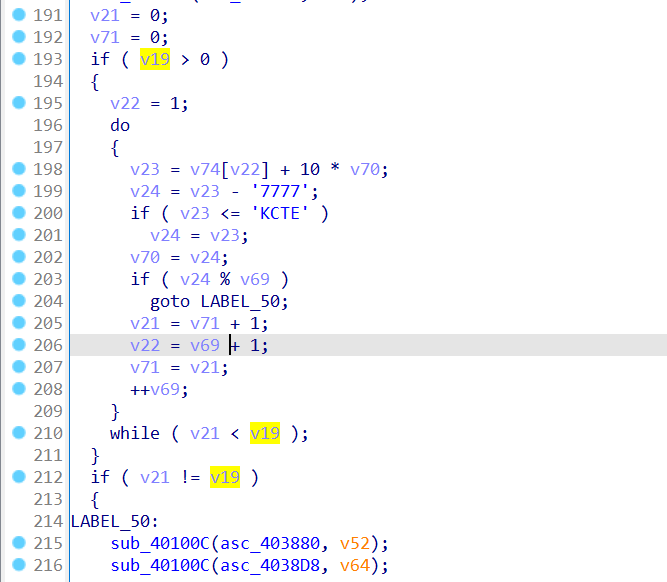 191 v21 = 0;
192 v71 = 0;
193 if ( v19 > 0 )
194 {
195 v22 = 1;
196 do
197 {
198 v23 = v74[v22] + 10 * v70;
199 v24 = v23 - '7777';
200 if ( v23 <= 'KCTE' )
201 v24 = v23;
202 v70 = v24;
203 if ( v24 % v69 )
204 goto LABEL_50;
205 v21 = v71 + 1;
206 v22 = v69 + 1;
207 v71 = v21;
208 ++v69;
209 }
210 while ( v21 < v19 );
211 }
212 if ( v21 != v19 )
213 {
214 LABEL_50:
215 sub_40100C(asc_403880, v52);
216 sub_40100C(asc_4038D8, v64);